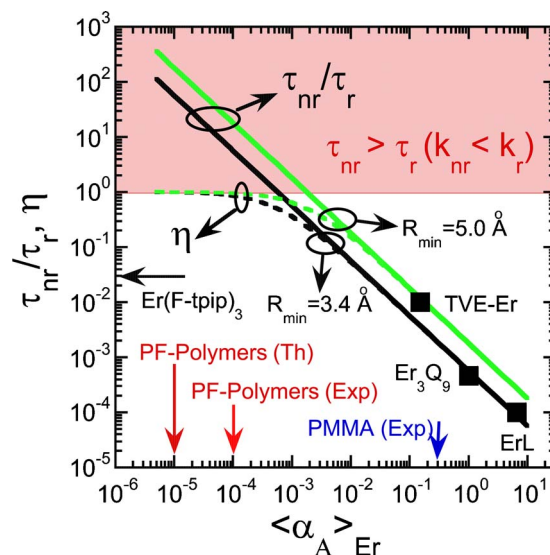 10³
10²
10¹
10⁰
10⁻¹
10⁻²
10⁻³
10⁻⁴
10⁻⁵
τnr/τr, η
τnr/τr
τnr > τr (knr < kr)
η
Rmin=5.0 Å
Er(F-tpip)₃
Rmin=3.4 Å
TVE-Er
PF-Polymers (Th)
Er₃Q₉
PF-Polymers (Exp)
PMMA (Exp)
ErL
10⁻⁶ 10⁻⁵ 10⁻⁴ 10⁻³ 10⁻² 10⁻¹ 10⁰ 10¹
<αA>Er